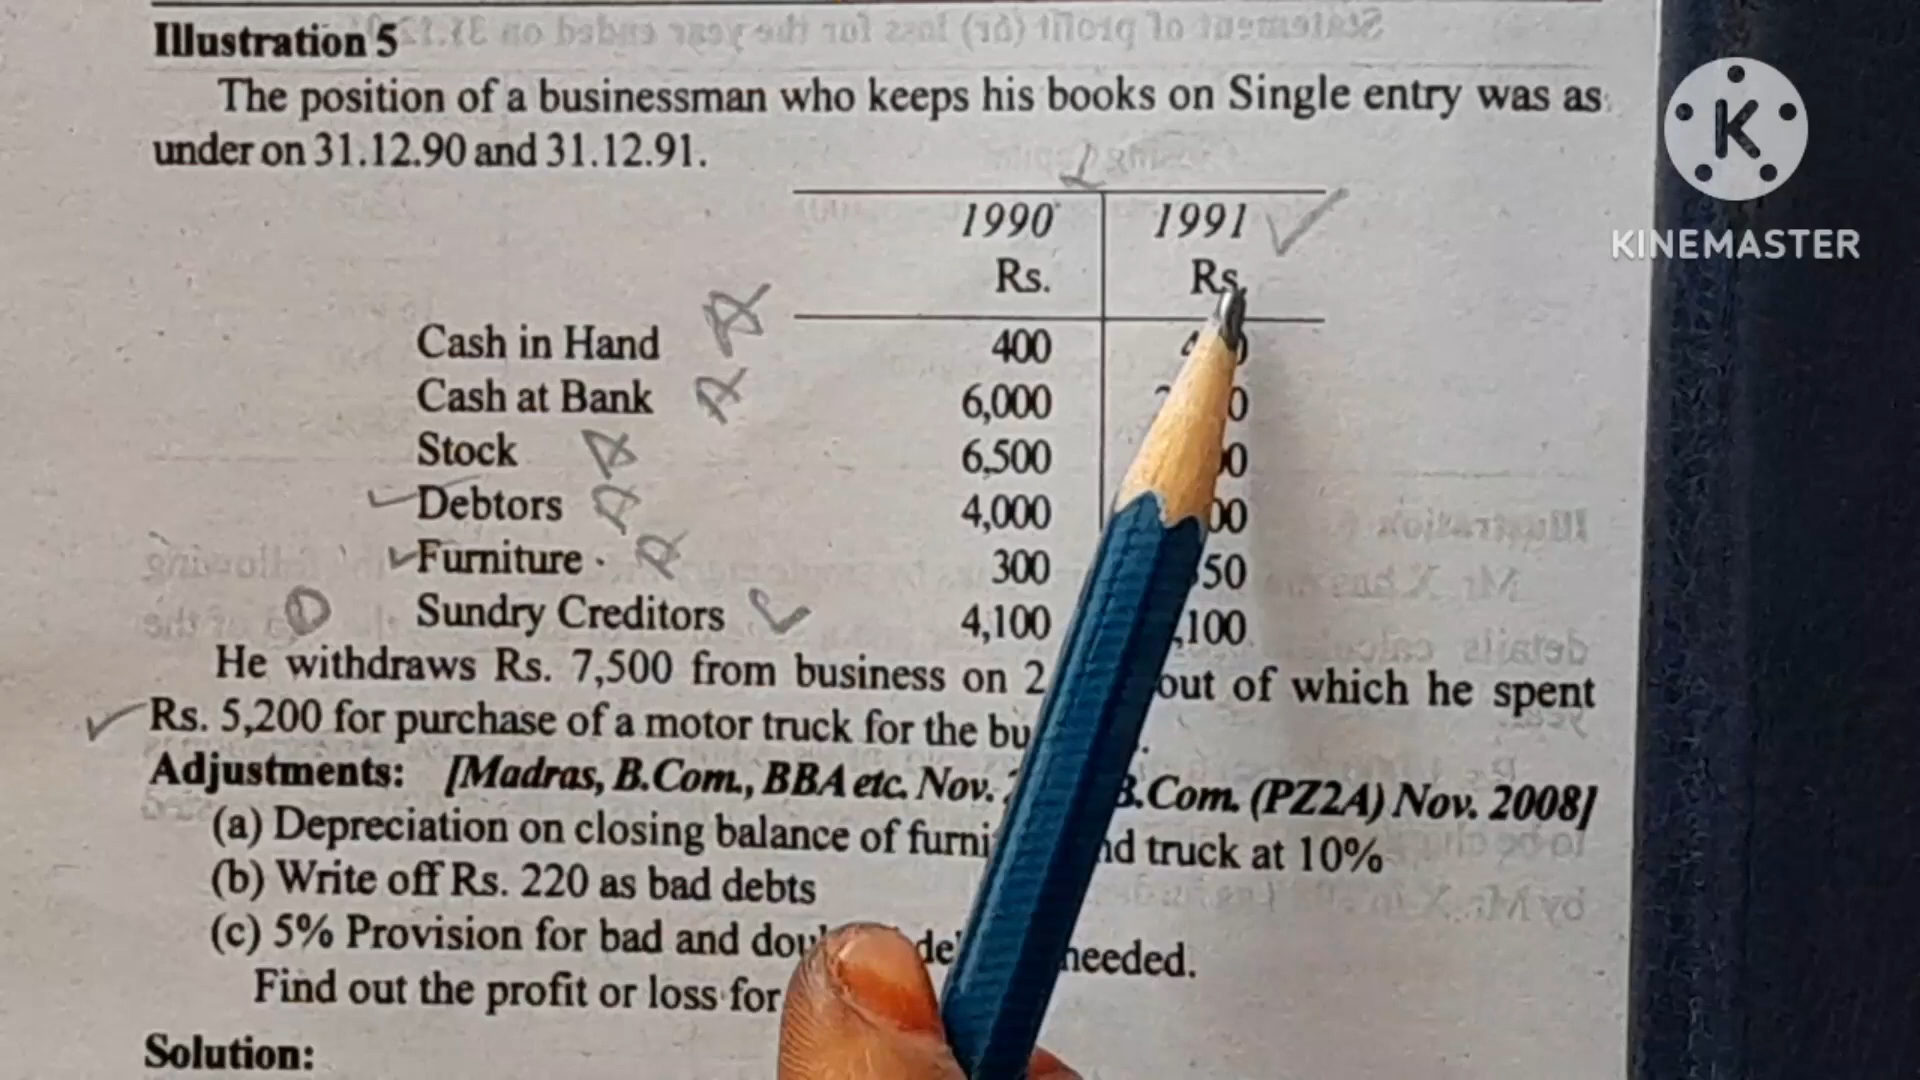 Illustration 5
The position of a businessman who keeps his books on Single entry was as
under on 31.12.90 and 31.12.91.
1990 1991
Rs. Rs.
Cash in Hand 400
Cash at Bank 6,000
Stock 6,500
Debtors 4,000
Furniture 300
Sundry Creditors 4,100
He withdraws Rs. 7,500 from business on out of which he spent
Rs. 5,200 for purchase of a motor truck for the
Adjustments: [Madras, B.Com., BBA etc. Nov. B.Com. (PZ2A) Nov. 2008]
(a) Depreciation on closing balance of truck at 10%
(b) Write off Rs. 220 as bad debts
(c) 5% Provision for bad and needed.
Find out the profit or loss for
Solution:
KINEMASTER